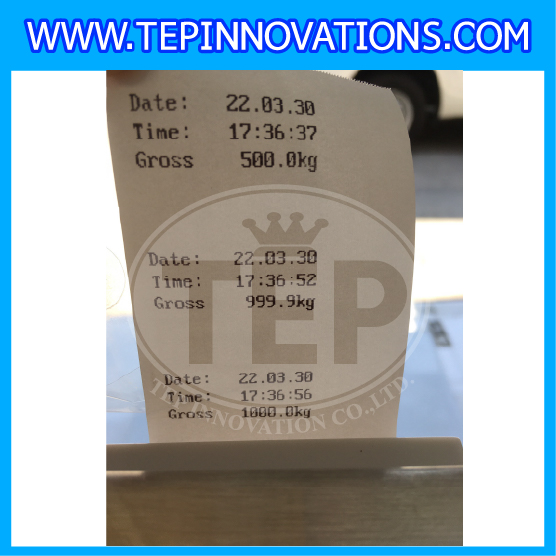 WWW.TEPINNOVATIONS.COM
Date: 22.03.30
Time: 17:36:37
Gross 500.0kg
Date: 22.03.30
Time: 17:36:52
Gross 999.9kg
TEP
Date: 22.03.30
Time: 17:36:56
Gross 1000.0kg
TEP INNOVATION CO.,LTD.